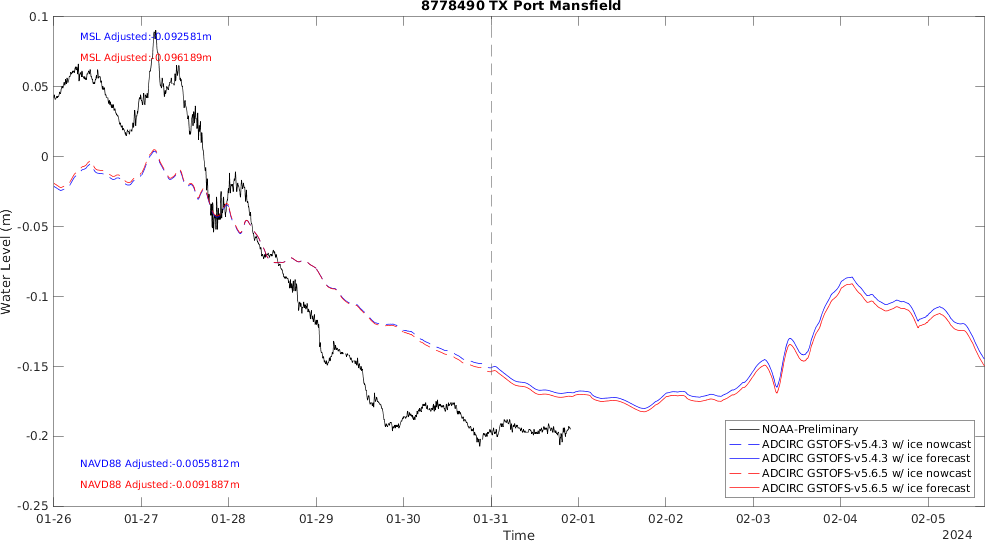 8778490 TX Port Mansfield
0.1
0.05
0
-0.05
-0.1
-0.15
-0.2
-0.25
Water Level (m)
MSL Adjusted:-0.092581m
MSL Adjusted:-0.096189m
NAVD88 Adjusted:-0.0055812m
NAVD88 Adjusted:-0.0091887m
NOAA-Preliminary
ADCIRC GSTOFS-v5.4.3 w/ ice nowcast
ADCIRC GSTOFS-v5.4.3 w/ ice forecast
ADCIRC GSTOFS-v5.6.5 w/ ice nowcast
ADCIRC GSTOFS-v5.6.5 w/ ice forecast
01-26 01-27 01-28 01-29 01-30 01-31 02-01 02-02 02-03 02-04 02-05
Time
2024